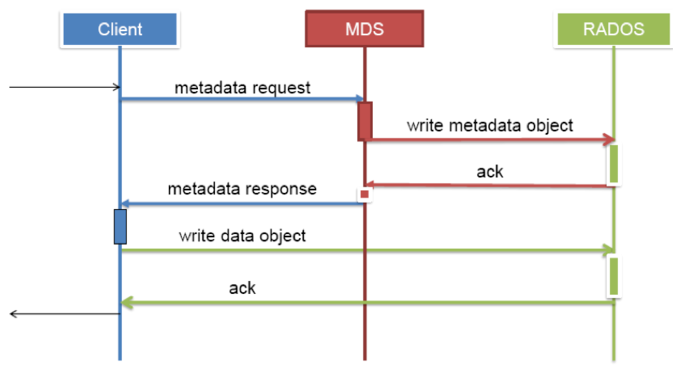 Client
MDS
RADOS
metadata request
write metadata object
ack
metadata response
write data object
ack